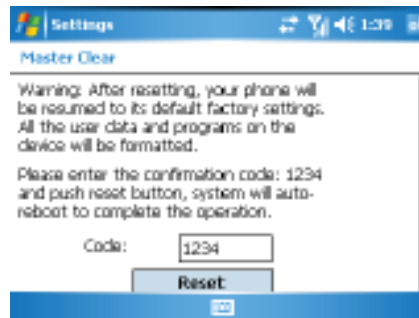 Settings 1:39
Master Clear
Warning: After resetting, your phone will
be resumed to its default factory settings.
All the user data and programs on the
device will be formatted.
Please enter the confirmation code: 1234
and push reset button, system will auto-
reboot to complete the operation.
Code: 1234
Reset